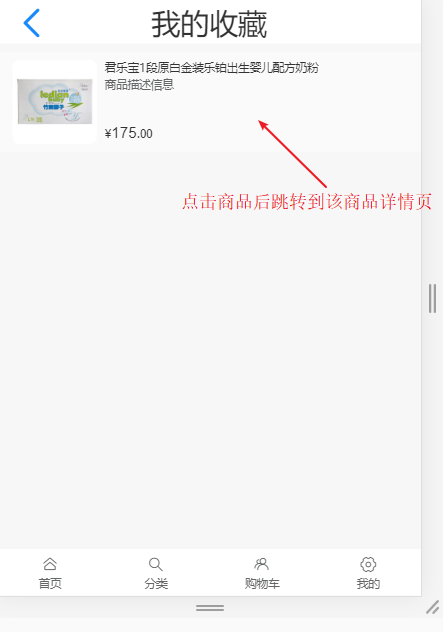 我的收藏
君乐宝1段原白金装乐铂出生婴儿配方奶粉
商品描述信息
¥175.00
点击商品后跳转到该商品详情页
首页
分类
购物车
我的